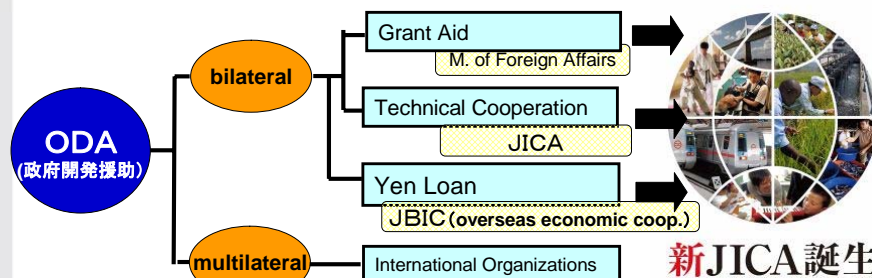 Grant Aid
M. of Foreign Affairs
bilateral
Technical Cooperation
JICA
ODA
(政府開発援助)
Yen Loan
JBIC(overseas economic coop.)
multilateral
International Organizations
新JICA誕生